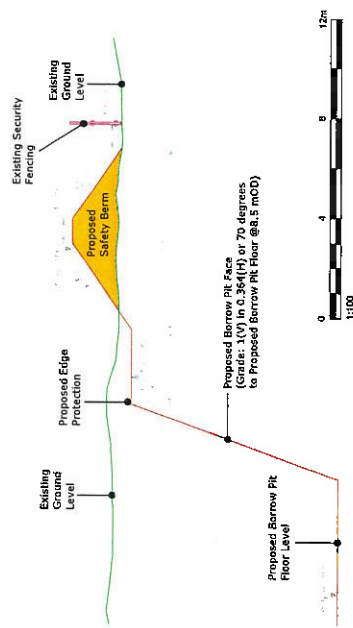 Existing Security
Fencing
Existing
Ground
Level
Proposed
Safety Berm
Proposed Edge
Protection
Existing
Ground
Level
Proposed Borrow Pit Face
(Grade: 1(V) in 0.364(H) or 70 degrees
to Proposed Borrow Pit Floor @8.5 mOD)
Proposed Borrow Pit
Floor Level
0
4
8
12m
1:100